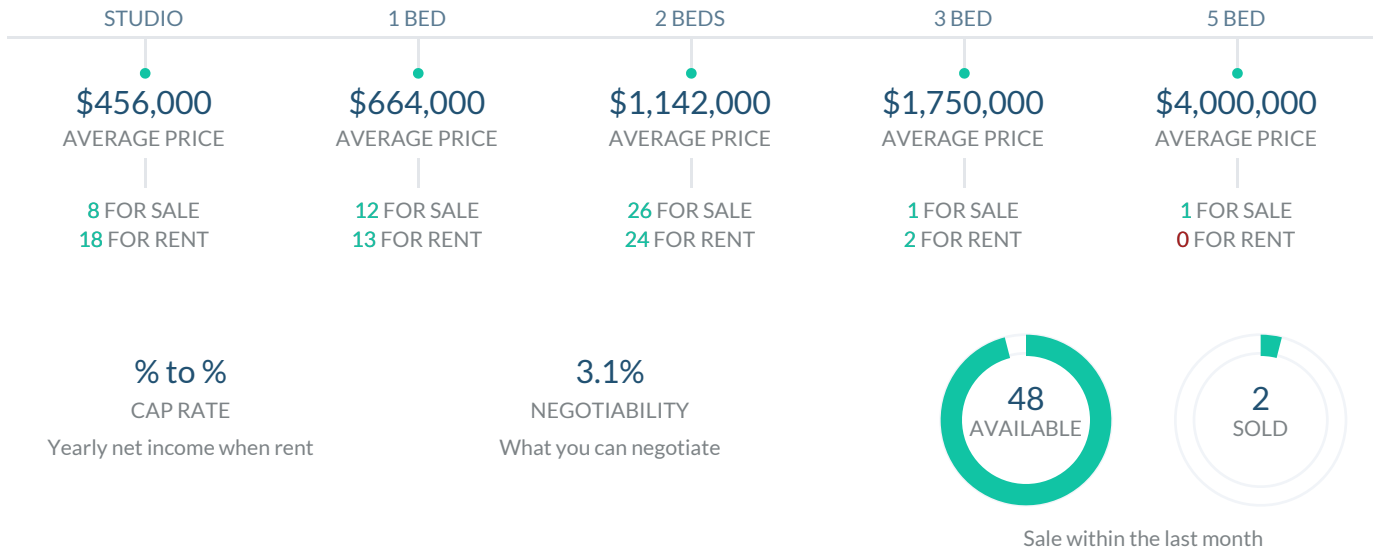 STUDIO 1 BED 2 BEDS 3 BED 5 BED
$456,000 $664,000 $1,142,000 $1,750,000 $4,000,000
AVERAGE PRICE AVERAGE PRICE AVERAGE PRICE AVERAGE PRICE AVERAGE PRICE
8 FOR SALE 12 FOR SALE 26 FOR SALE 1 FOR SALE 1 FOR SALE
18 FOR RENT 13 FOR RENT 24 FOR RENT 2 FOR RENT 0 FOR RENT
% to %
CAP RATE
Yearly net income when rent
3.1%
NEGOTIABILITY
What you can negotiate
48
AVAILABLE
2
SOLD
Sale within the last month